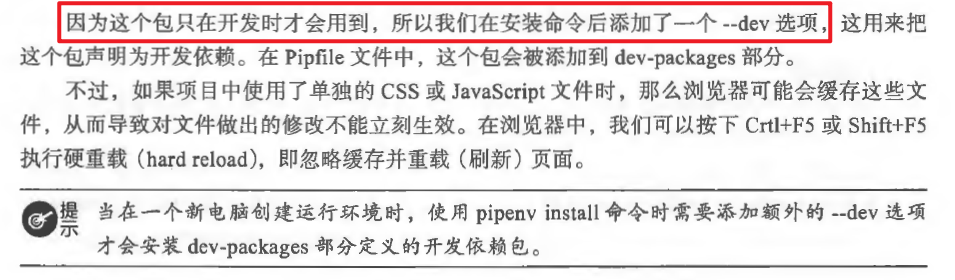 因为这个包只在开发时才会用到，所以我们在安装命令后添加了一个 --dev 选项，这用来把
这个包声明为开发依赖。在 Pipfile 文件中，这个包会被添加到 dev-packages 部分。
不过，如果项目中使用了单独的 CSS 或 JavaScript 文件时，那么浏览器可能会缓存这些文
件，从而导致对文件做出的修改不能立刻生效。在浏览器中，我们可以按下 Crtl+F5 或 Shift+F5
执行硬重载（hard reload），即忽略缓存并重载（刷新）页面。
提示 当在一个新电脑创建运行环境时，使用 pipenv install 命令时需要添加额外的 --dev 选项
才会安装 dev-packages 部分定义的开发依赖包。